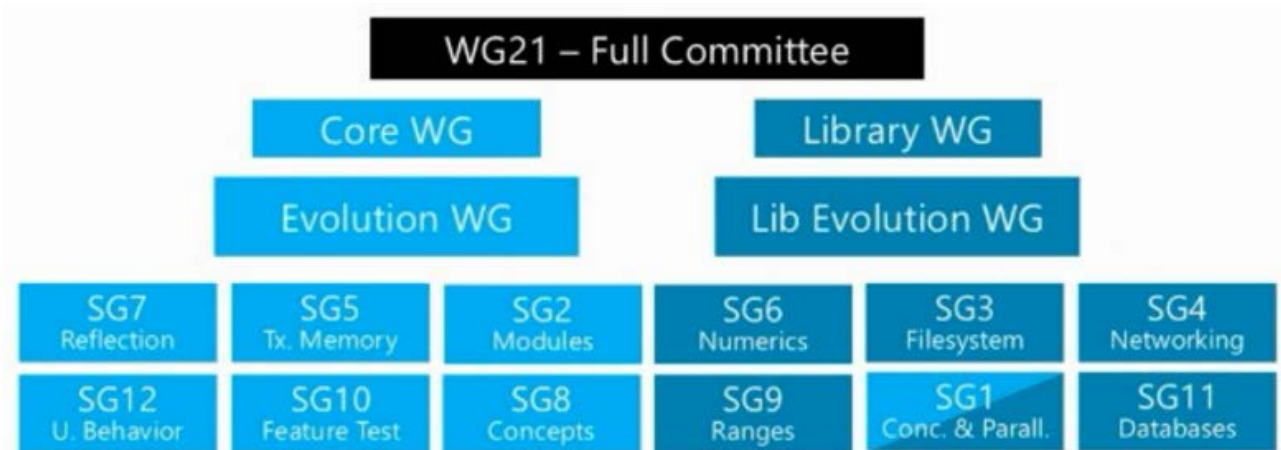 WG21 – Full Committee
Core WG
Library WG
Evolution WG
Lib Evolution WG
SG7
Reflection
SG5
Tx. Memory
SG2
Modules
SG6
Numerics
SG3
Filesystem
SG4
Networking
SG12
U. Behavior
SG10
Feature Test
SG8
Concepts
SG9
Ranges
SG1
Conc. & Parall.
SG11
Databases